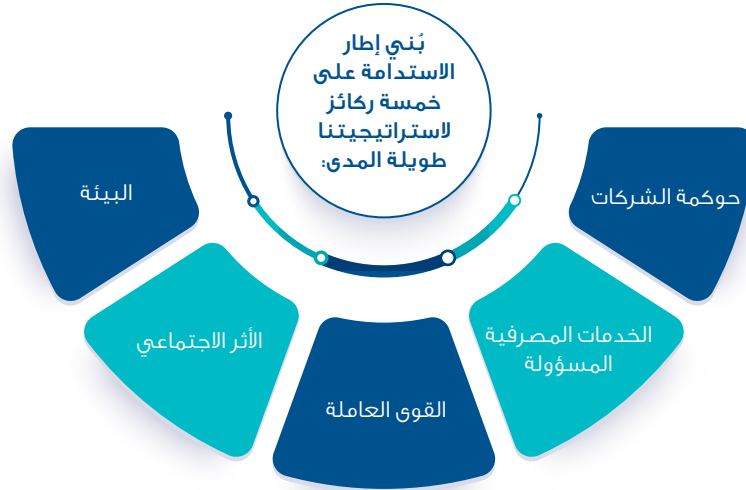 بُني إطار
الاستدامة على
خمسة ركائز
لاستراتيجيتنا
طويلة المدى:
حوكمة الشركات
الخدمات المصرفية
المسؤولة
القوى العاملة
الأثر الاجتماعي
البيئة